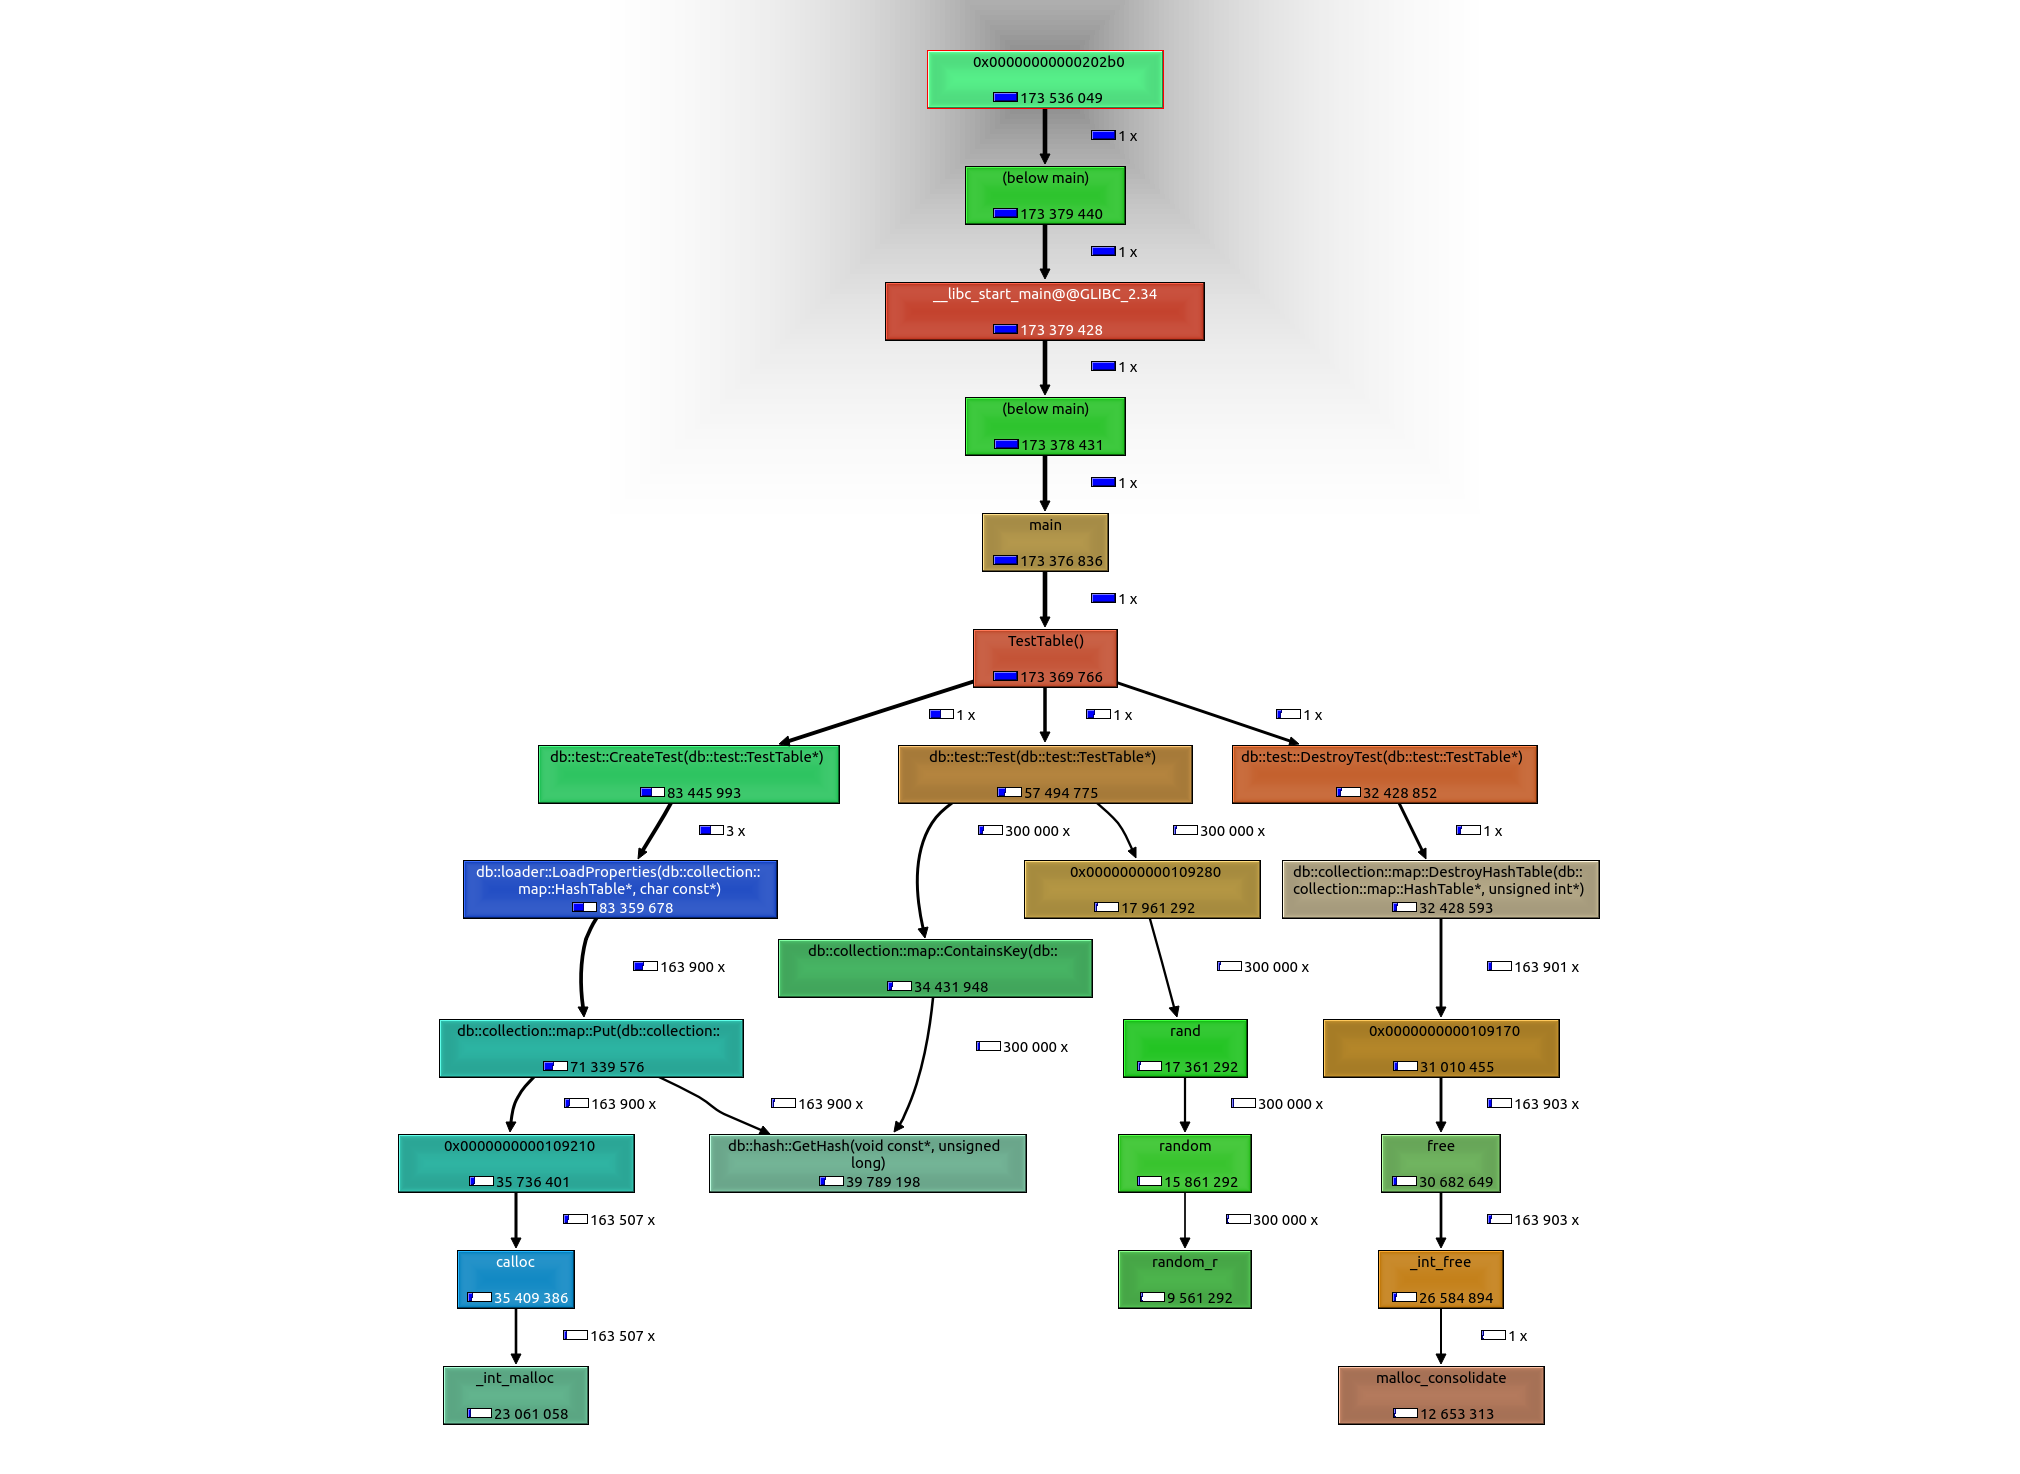 0x00000000000202b0
173 536 049
1 x
(below main)
173 379 440
1 x
__libc_start_main@@GLIBC_2.34
173 379 428
1 x
(below main)
173 378 431
1 x
main
173 376 836
1 x
TestTable()
173 369 766
1 x
1 x
1 x
db::test::CreateTest(db::test::TestTable*)
83 445 993
db::test::Test(db::test::TestTable*)
57 494 775
db::test::DestroyTest(db::test::TestTable*)
32 428 852
3 x
300 000 x
300 000 x
1 x
db::loader::LoadProperties(db::collection::
map::HashTable*, char const*)
83 359 678
0x0000000000109280
17 961 292
db::collection::map::DestroyHashTable(db::
collection::map::HashTable*, unsigned int*)
32 428 593
db::collection::map::ContainsKey(db::
34 431 948
163 900 x
300 000 x
163 901 x
db::collection::map::Put(db::collection::
71 339 576
300 000 x
rand
17 361 292
0x0000000000109170
31 010 455
163 900 x
163 900 x
300 000 x
163 903 x
0x0000000000109210
35 736 401
db::hash::GetHash(void const*, unsigned
long)
39 789 198
random
15 861 292
free
30 682 649
163 507 x
300 000 x
163 903 x
calloc
35 409 386
random_r
9 561 292
_int_free
26 584 894
163 507 x
1 x
_int_malloc
23 061 058
malloc_consolidate
12 653 313